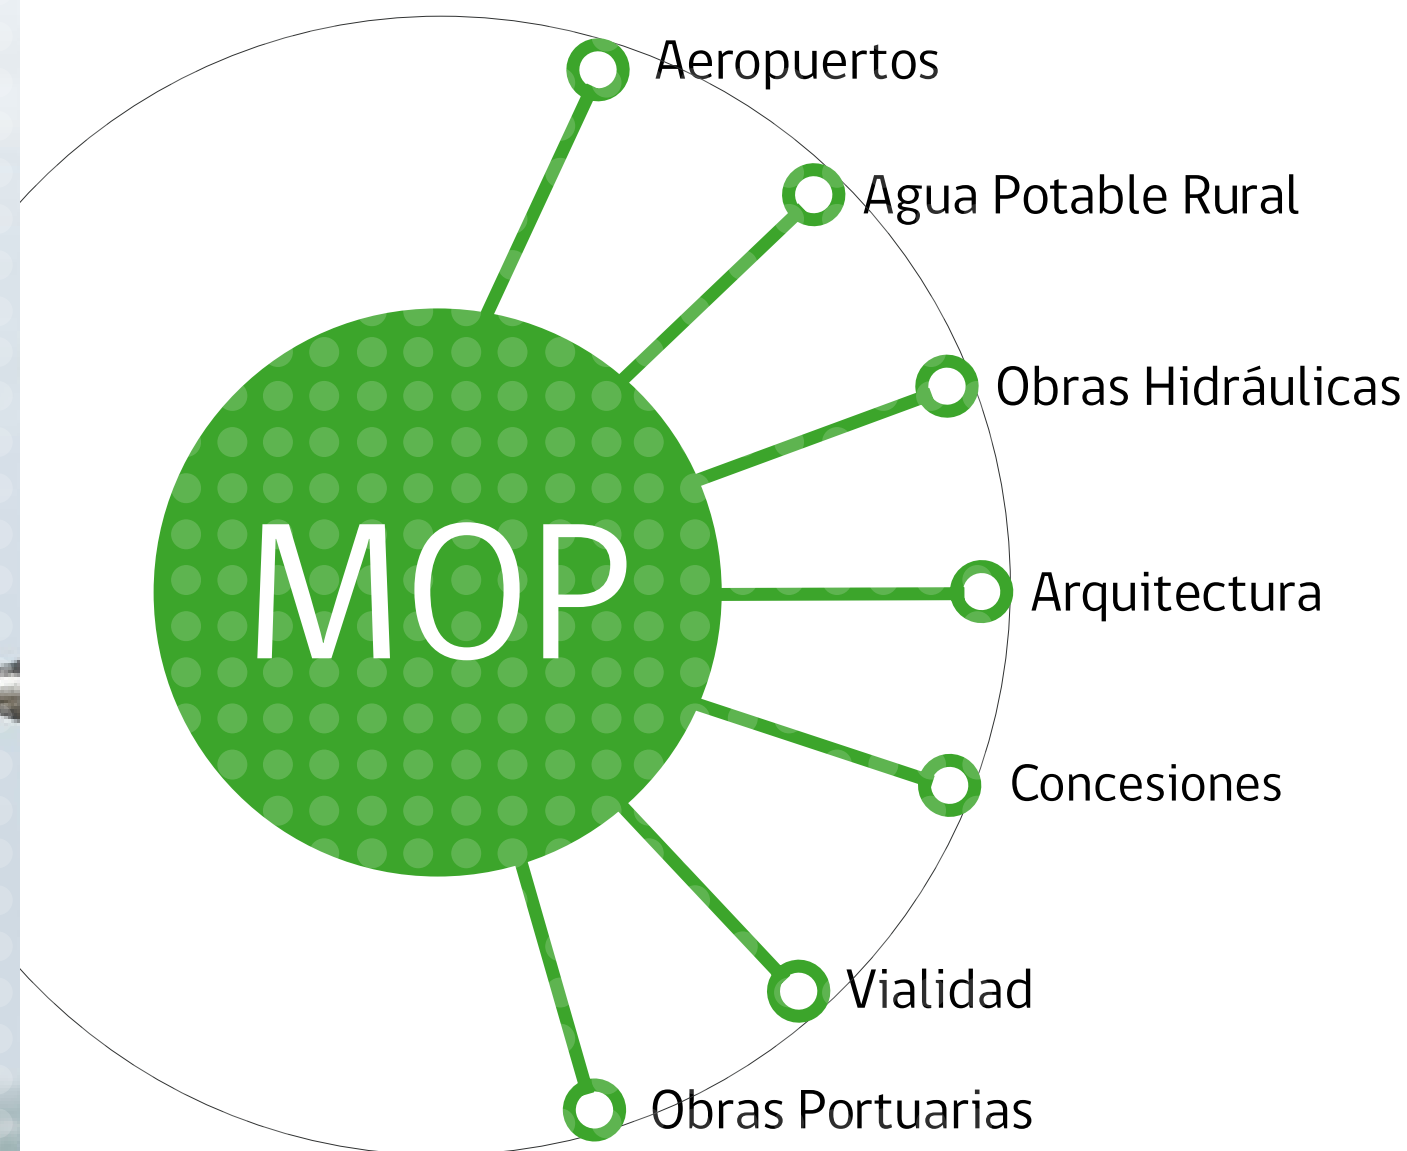 Aeropuertos
Agua Potable Rural
Obras Hidráulicas
MOP
Arquitectura
Concesiones
Vialidad
Obras Portuarias